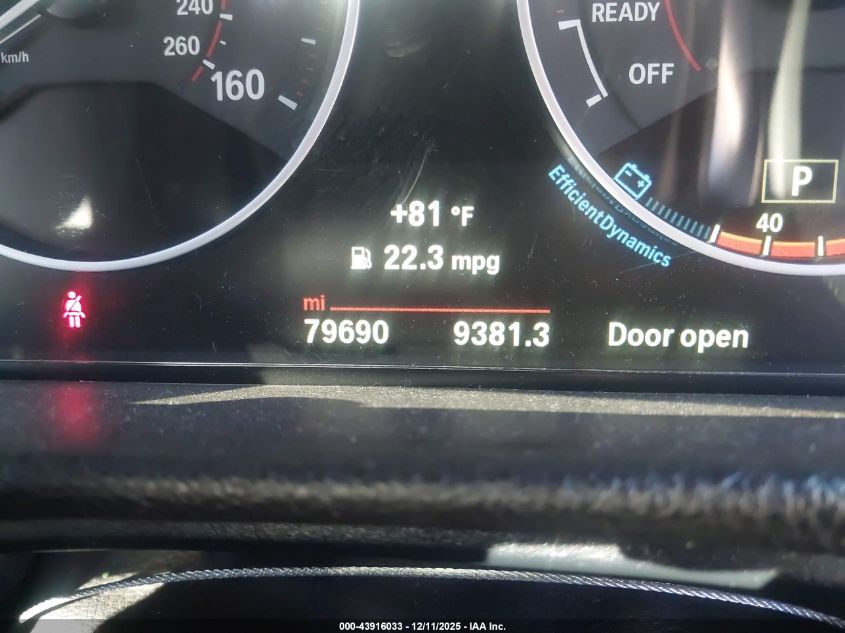 240
260
km/h
160
READY
OFF
EfficientDynamics
P
40
+81 °F
22.3 mpg
mi
79690 9381.3 Door open
000-43916033 - 12/11/2025 - IAA Inc.